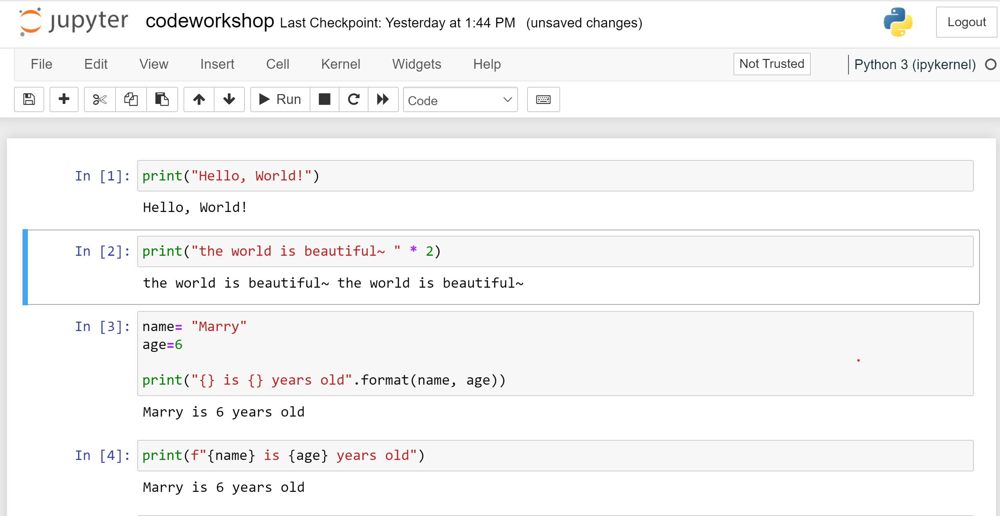 jupyter codeworkshop Last Checkpoint: Yesterday at 1:44 PM (unsaved changes) Logout
File Edit View Insert Cell Kernel Widgets Help Not Trusted Python 3 (ipykernel)
Run Code
In [1]: print("Hello, World!")
Hello, World!
In [2]: print("the world is beautiful~ " * 2)
the world is beautiful~ the world is beautiful~
In [3]: name= "Marry"
age=6
print("{} is {} years old".format(name, age))
Marry is 6 years old
In [4]: print(f"{name} is {age} years old")
Marry is 6 years old